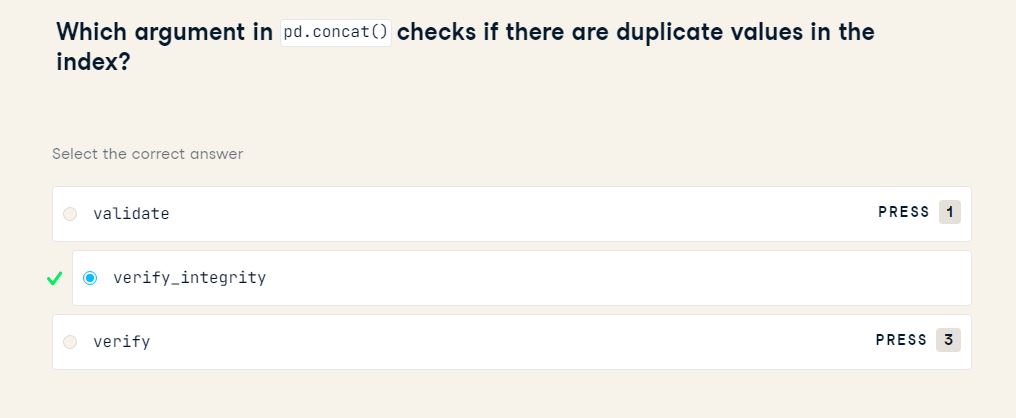 Which argument in pd.concat() checks if there are duplicate values in the
index?
Select the correct answer
validate PRESS 1
verify_integrity
verify PRESS 3